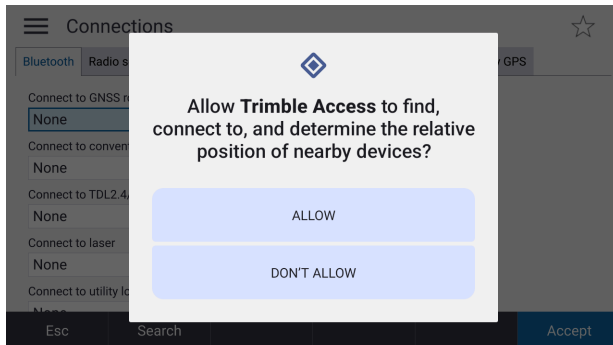 Connections
Bluetooth Radio s GPS
Allow Trimble Access to find,
connect to, and determine the relative
position of nearby devices?
Connect to GNSS ro
None
Connect to convent
None
Connect to TDL2.4/
None
Connect to laser
None
Connect to utility lo
None
ALLOW
DON'T ALLOW
Esc Search Accept